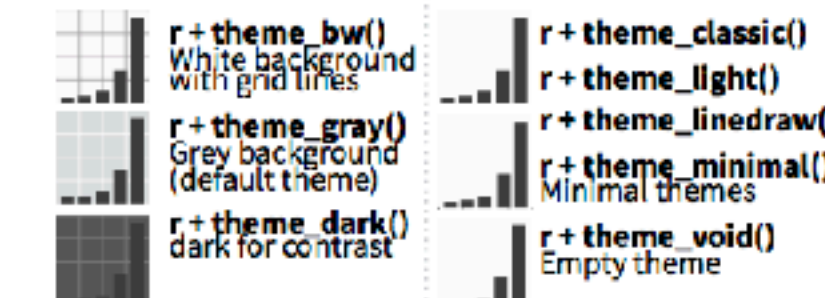 r + theme_bw()
White background
with grid lines
r + theme_gray()
Grey background
(default theme)
r + theme_dark()
dark for contrast
r + theme_classic()
r + theme_light()
r + theme_linedraw(
r + theme_minimal()
Minimal themes
r + theme_void()
Empty theme